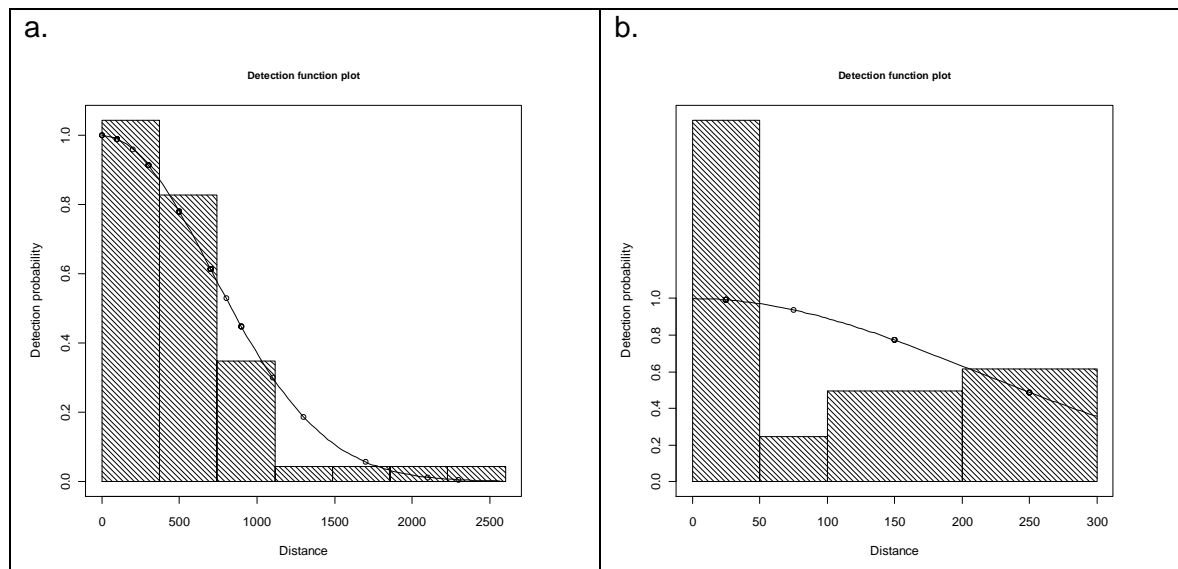 a.
Detection function plot
Detection probability
1.0
0.8
0.6
0.4
0.2
0.0
0 500 1000 1500 2000 2500
Distance
b.
Detection function plot
Detection probability
1.0
0.8
0.6
0.4
0.2
0.0
0 50 100 150 200 250 300
Distance